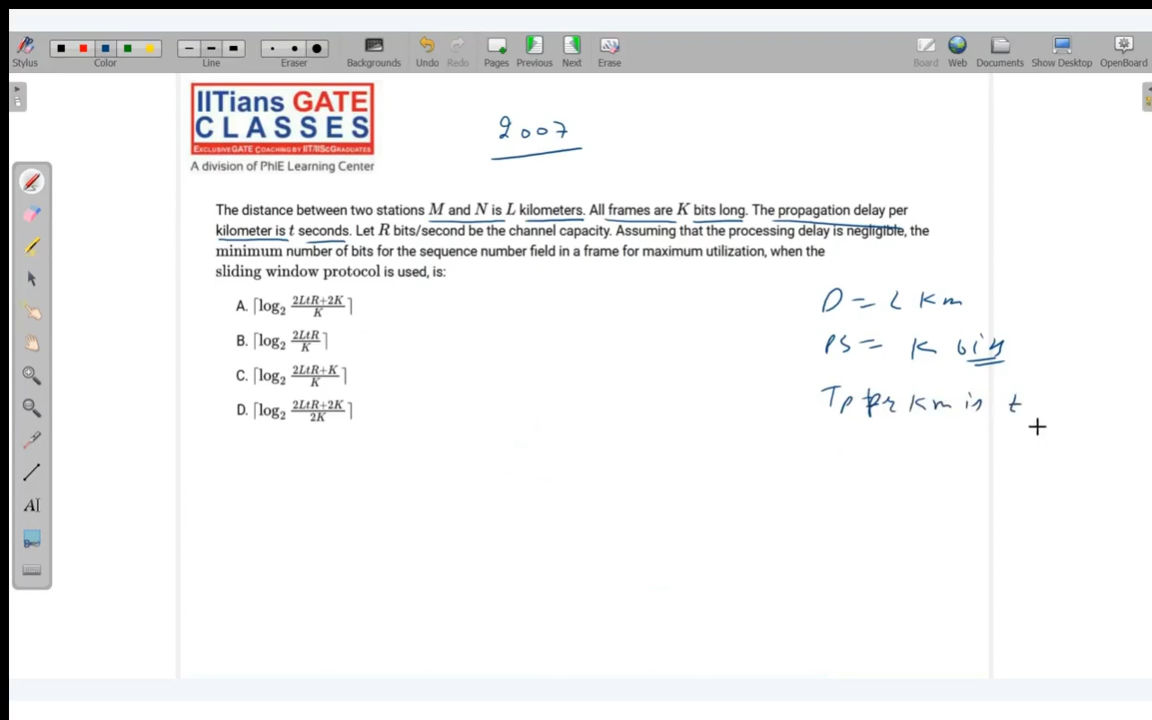 Stylus Color Line Eraser Backgrounds Undo Redo Pages Previous Next Erase Board Web Documents Show Desktop OpenBoard
IITians GATE
CLASSES
EXCLUSIVE GATE COACHING BY IIT/IISC GRADUATES
A division of PhIE Learning Center
2007
The distance between two stations M and N is L kilometers. All frames are K bits long. The propagation delay per
kilometer is t seconds. Let R bits/second be the channel capacity. Assuming that the processing delay is negligible, the
minimum number of bits for the sequence number field in a frame for maximum utilization, when the
sliding window protocol is used, is:
A. ⌈log₂ (2LtR+2K)/K⌉
B. ⌈log₂ 2LtR/K⌉
C. ⌈log₂ (2LtR+K)/K⌉
D. ⌈log₂ (2LtR+2K)/2K⌉
D = L Km
PS = K bits
Tp per Km is t
AI